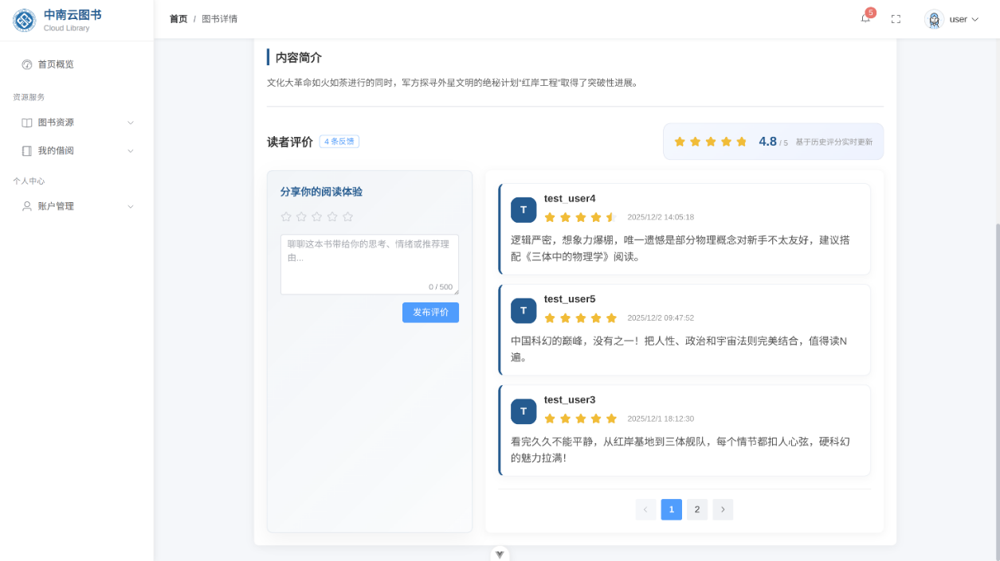 中南云图书
Cloud Library
首页 / 图书详情
5
user
首页概览
资源服务
图书资源
我的借阅
个人中心
账户管理
内容简介
文化大革命如火如荼进行的同时，军方探寻外星文明的绝秘计划“红岸工程”取得了突破性进展。
读者评价 4 条反馈
4.8 / 5 基于历史评分实时更新
分享你的阅读体验
聊聊这本书带给你的思考、情绪或推荐理
由...
0 / 500
发布评价
T
test_user4
2025/12/2 14:05:18
逻辑严密，想象力爆棚，唯一遗憾是部分物理概念对新手不太友好，建议搭
配《三体中的物理学》阅读。
T
test_user5
2025/12/2 09:47:52
中国科幻的巅峰，没有之一！把人性、政治和宇宙法则完美结合，值得读N
遍。
T
test_user3
2025/12/1 18:12:30
看完久久不能平静，从红岸基地到三体舰队，每个情节都扣人心弦，硬科幻
的魅力拉满！
1 2